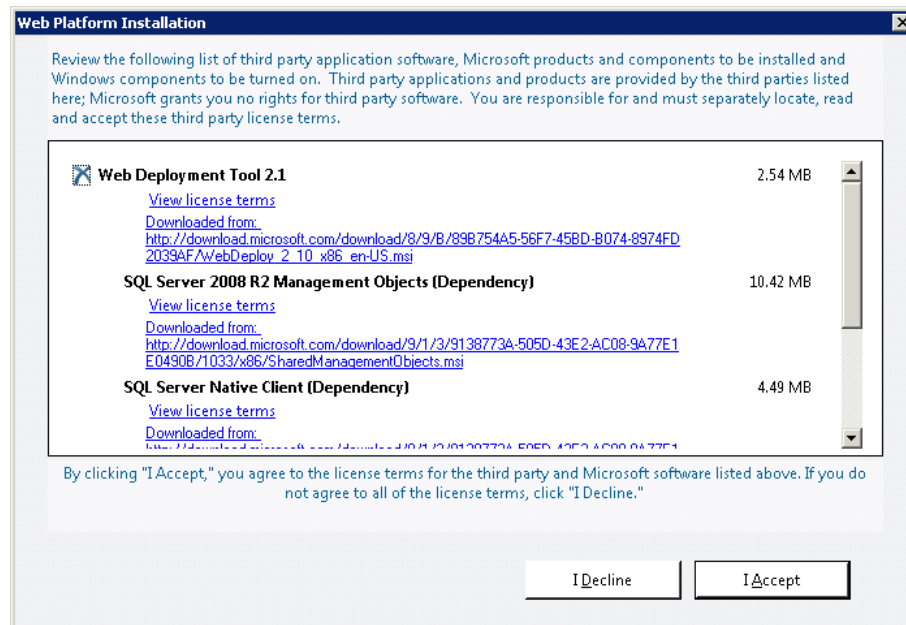 Web Platform Installation
Review the following list of third party application software, Microsoft products and components to be installed and
Windows components to be turned on. Third party applications and products are provided by the third parties listed
here; Microsoft grants you no rights for third party software. You are responsible for and must separately locate, read
and accept these third party license terms.
Web Deployment Tool 2.1 2.54 MB
View license terms
Downloaded from:
http://download.microsoft.com/download/8/9/B/89B754A5-56F7-45BD-B074-8974FD
2039AF/WebDeploy_2_10_x86_en-US.msi
SQL Server 2008 R2 Management Objects (Dependency) 10.42 MB
View license terms
Downloaded from:
http://download.microsoft.com/download/9/1/3/9138773A-505D-43E2-AC08-9A77E1
E0490B/1033/x86/SharedManagementObjects.msi
SQL Server Native Client (Dependency) 4.49 MB
View license terms
Downloaded from:
By clicking "I Accept," you agree to the license terms for the third party and Microsoft software listed above. If you do
not agree to all of the license terms, click "I Decline."
I Decline
I Accept